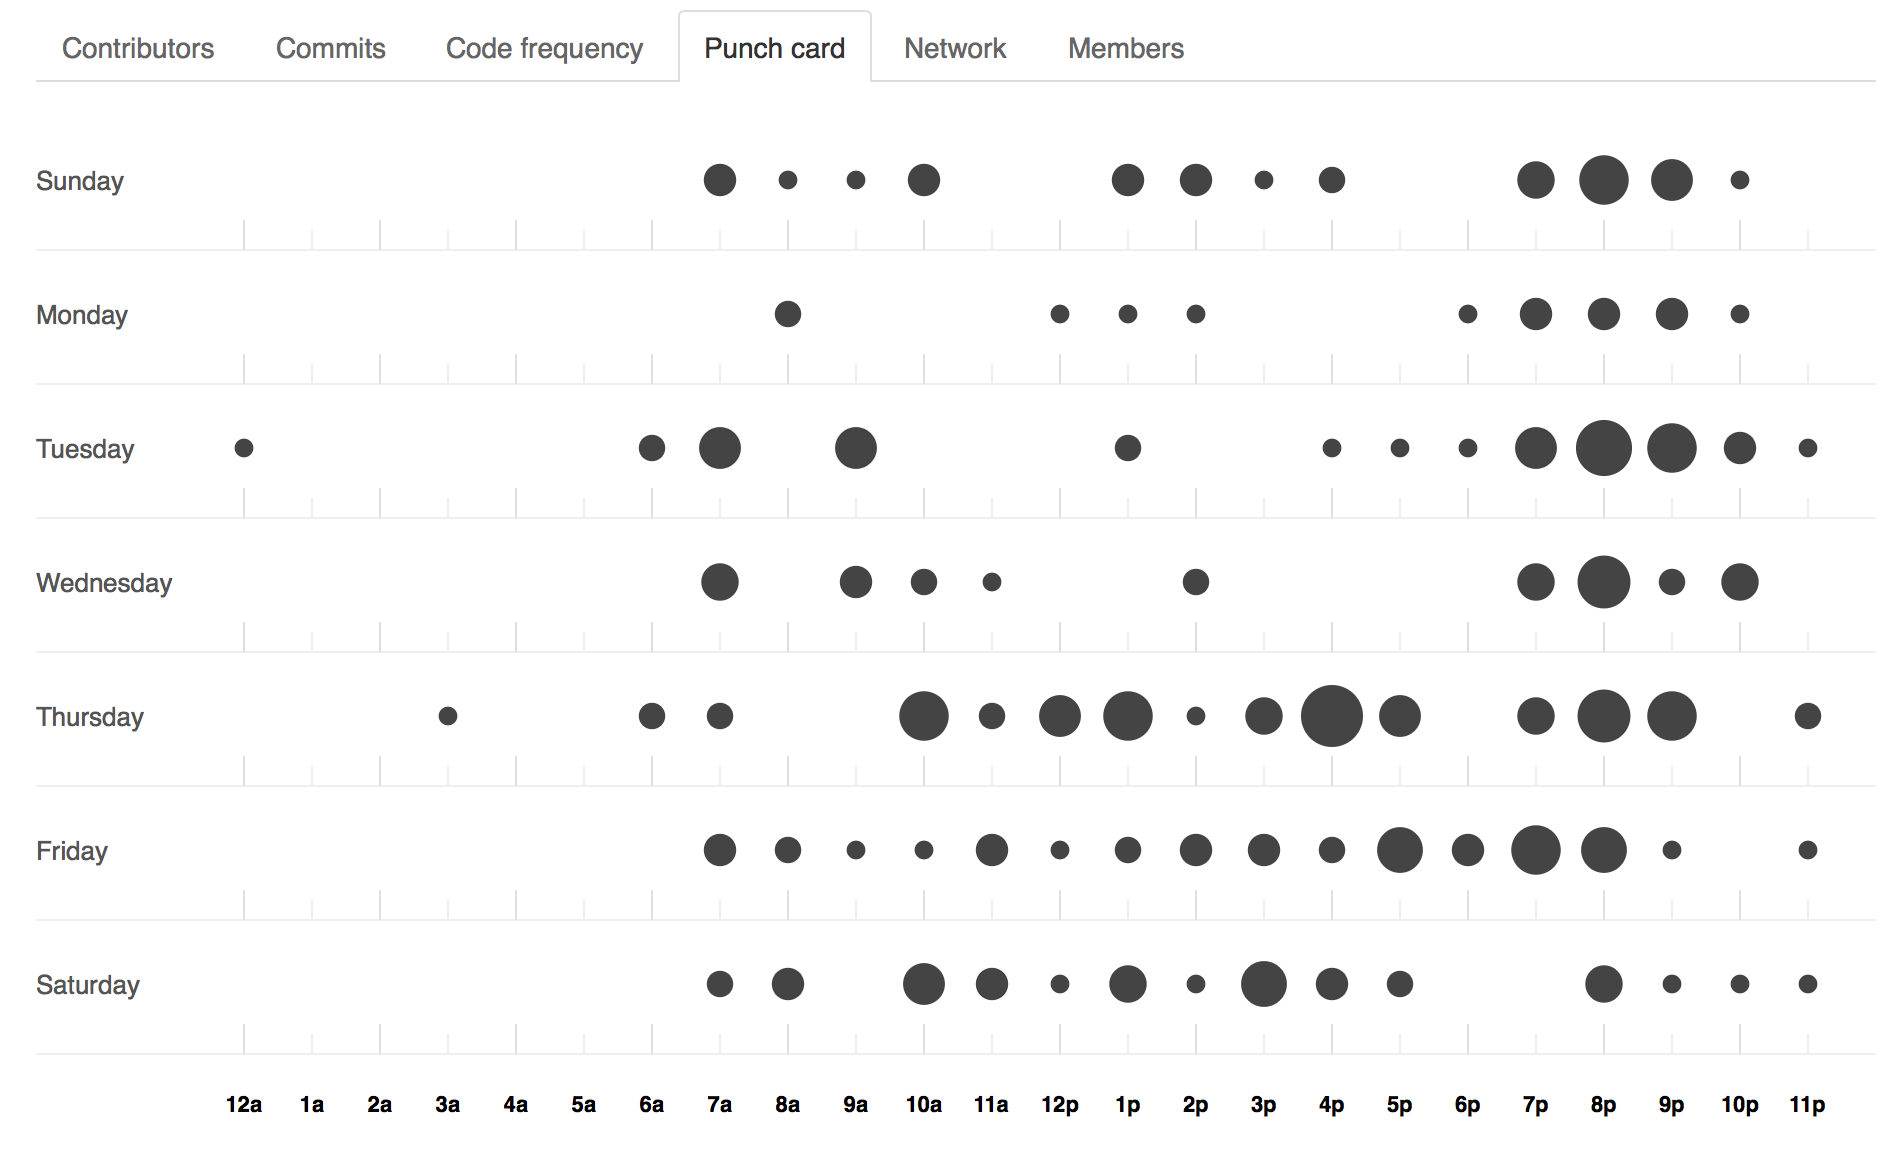 Contributors Commits Code frequency Punch card Network Members
Sunday
Monday
Tuesday
Wednesday
Thursday
Friday
Saturday
12a 1a 2a 3a 4a 5a 6a 7a 8a 9a 10a 11a 12p 1p 2p 3p 4p 5p 6p 7p 8p 9p 10p 11p